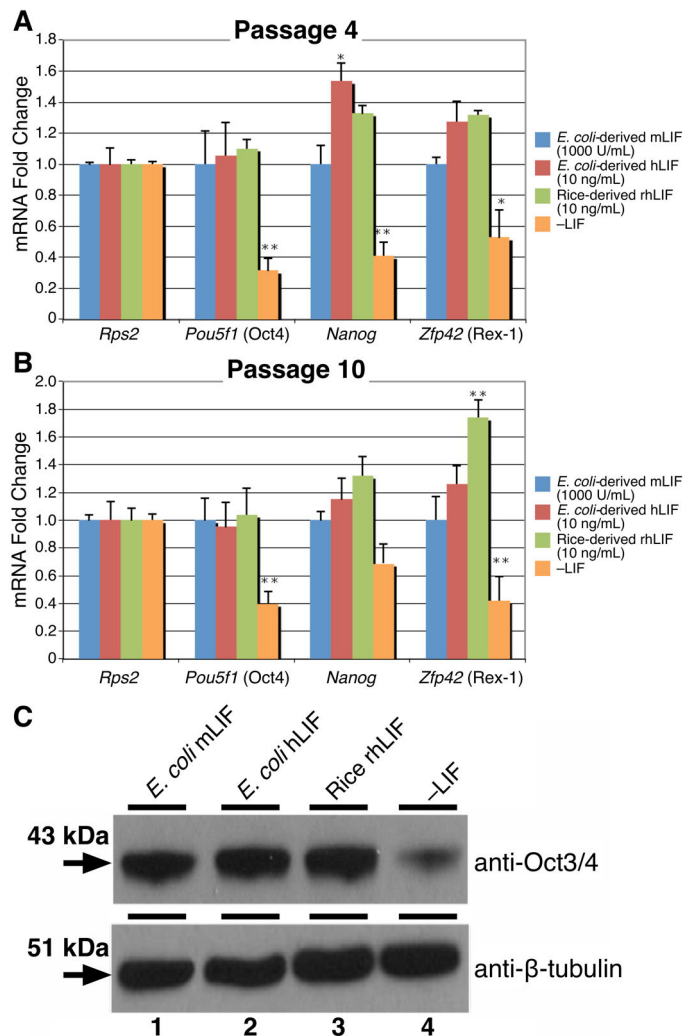 A
Passage 4
mRNA Fold Change
1.8
1.6
1.4
1.2
1.0
0.8
0.6
0.4
0.2
0
*
**
**
*
Rps2
Pou5f1 (Oct4)
Nanog
Zfp42 (Rex-1)
E. coli-derived mLIF
(1000 U/mL)
E. coli-derived hLIF
(10 ng/mL)
Rice-derived rhLIF
(10 ng/mL)
–LIF
B
Passage 10
mRNA Fold Change
2.0
1.8
1.6
1.4
1.2
1.0
0.8
0.6
0.4
0.2
0
**
**
**
Rps2
Pou5f1 (Oct4)
Nanog
Zfp42 (Rex-1)
E. coli-derived mLIF
(1000 U/mL)
E. coli-derived hLIF
(10 ng/mL)
Rice-derived rhLIF
(10 ng/mL)
–LIF
C
E. coli mLIF
E. coli hLIF
Rice rhLIF
–LIF
43 kDa
anti-Oct3/4
51 kDa
anti-β-tubulin
1 2 3 4